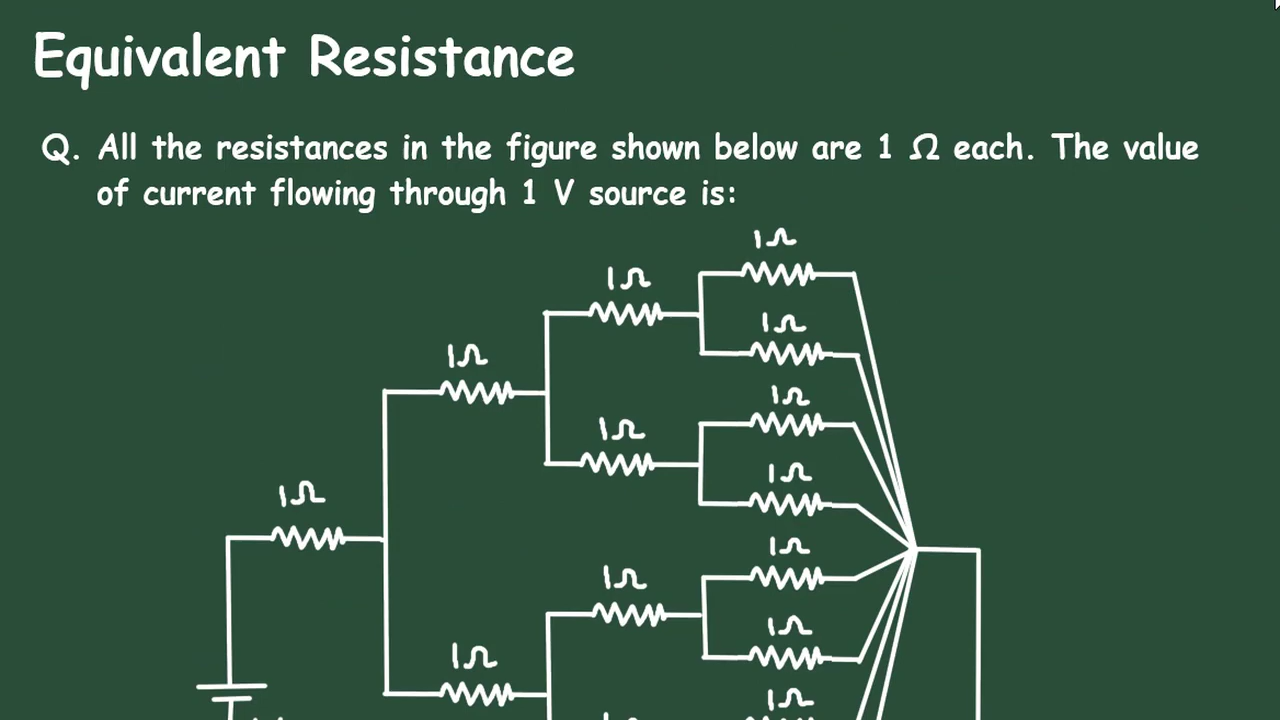 Equivalent Resistance
Q. All the resistances in the figure shown below are 1 Ω each. The value
of current flowing through 1 V source is:
1Ω
1Ω
1Ω
1Ω
1Ω
1Ω
1Ω
1Ω
1Ω
1Ω
1Ω
1Ω
1Ω